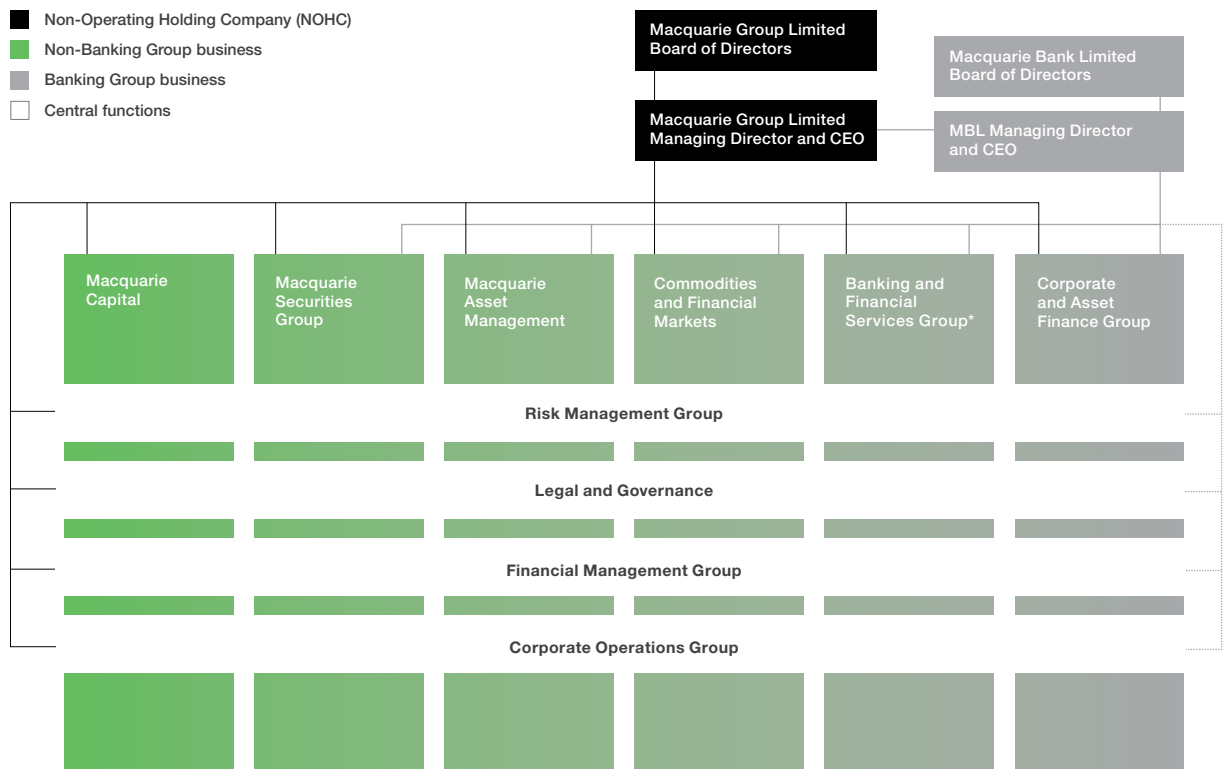 Non-Operating Holding Company (NOHC)
Non-Banking Group business
Banking Group business
Central functions
Macquarie Group Limited
Board of Directors
Macquarie Bank Limited
Board of Directors
Macquarie Group Limited
Managing Director and CEO
MBL Managing Director
and CEO
Macquarie
Capital
Macquarie
Securities
Group
Macquarie
Asset
Management
Commodities
and Financial
Markets
Banking and
Financial
Services Group*
Corporate
and Asset
Finance Group
Risk Management Group
Legal and Governance
Financial Management Group
Corporate Operations Group